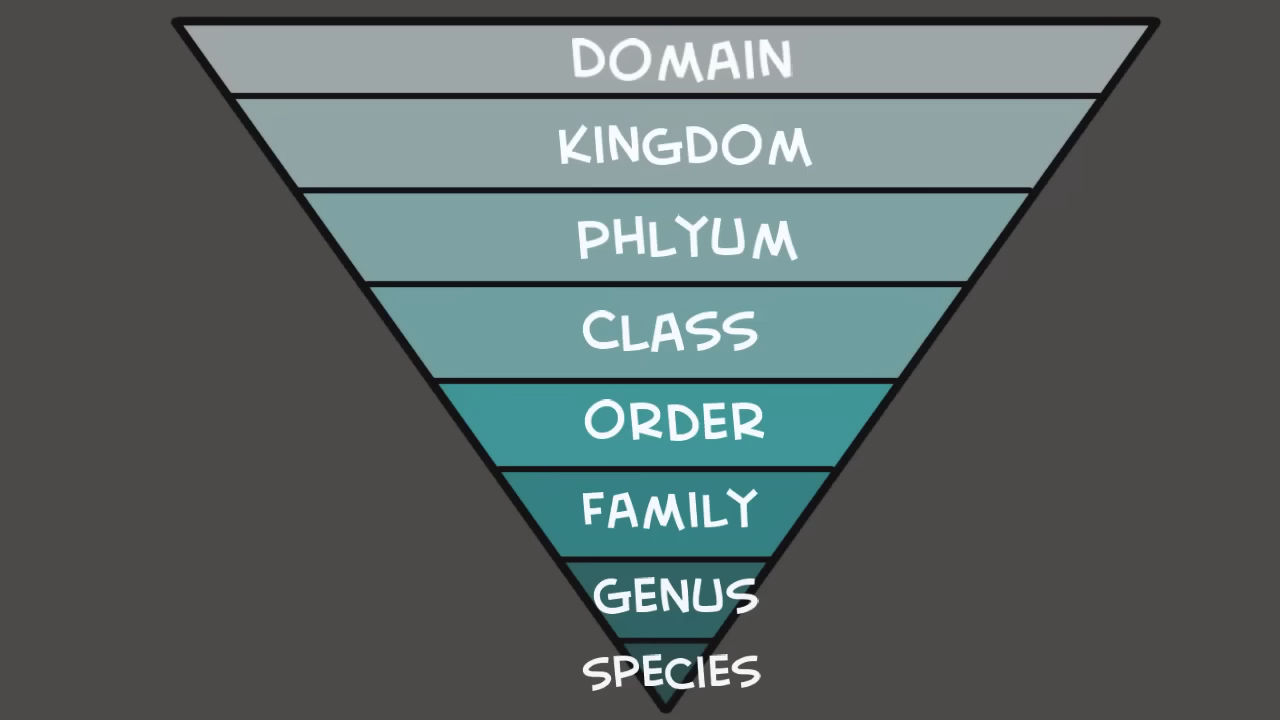 DOMAIN
KINGDOM
PHLYUM
CLASS
ORDER
FAMILY
GENUS
SPECIES